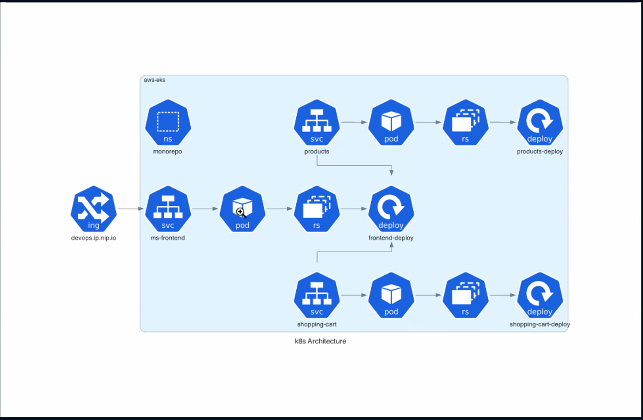 aws-eks
ns
monorepo
svc
products
pod
rs
deploy
products-deploy
ing
devops.ip.nip.io
svc
ms-frontend
pod
rs
deploy
frontend-deploy
svc
shopping-cart
pod
rs
deploy
shopping-cart-deploy
k8s Architecture